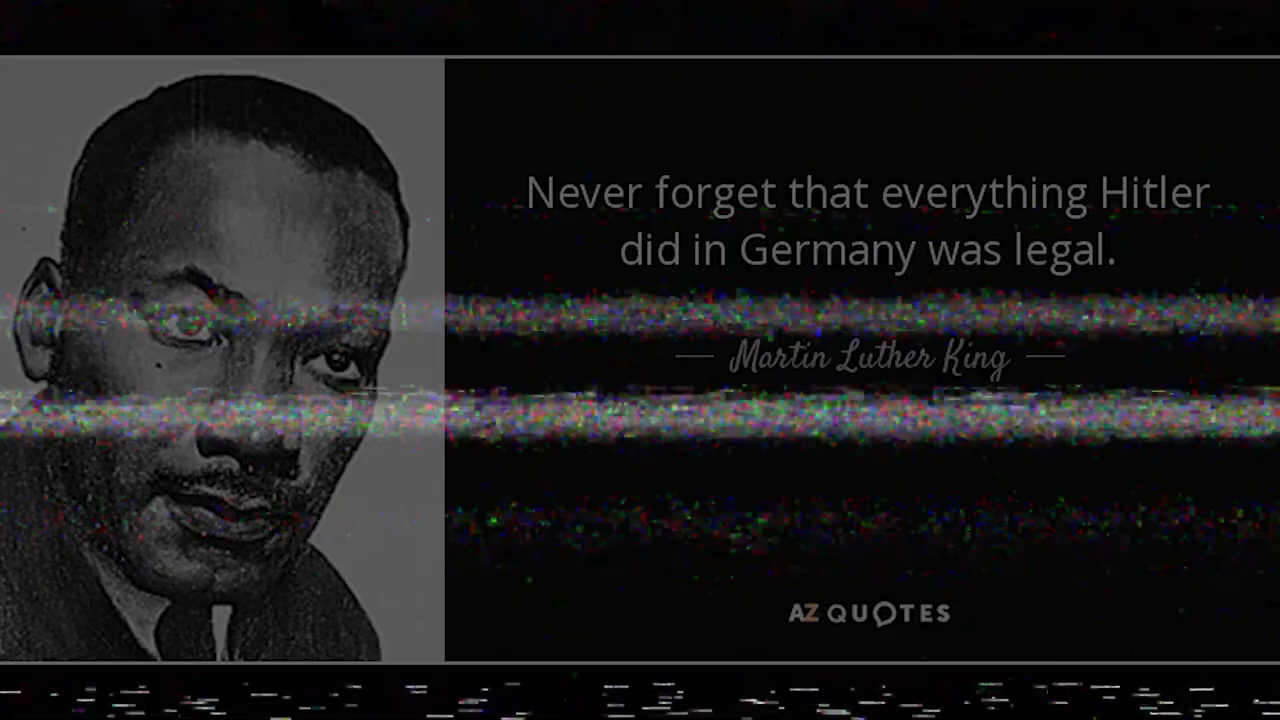 Never forget that everything Hitler
did in Germany was legal.
Martin Luther King
AZ QUOTES